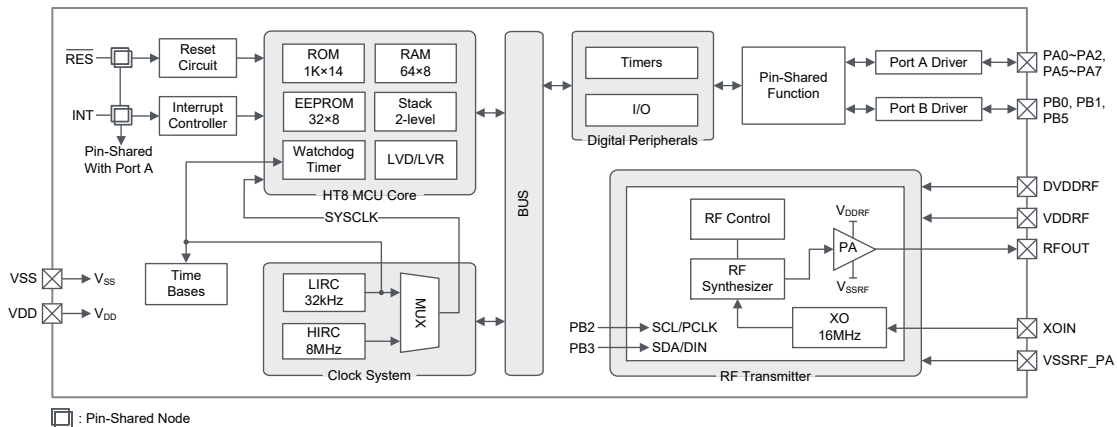 RES
Reset
Circuit
INT
Interrupt
Controller
Pin-Shared
With Port A
ROM
1K×14
RAM
64×8
EEPROM
32×8
Stack
2-level
Watchdog
Timer
LVD/LVR
HT8 MCU Core
SYSCLK
VSS
VSS
VDD
VDD
Time
Bases
LIRC
32kHz
HIRC
8MHz
MUX
Clock System
BUS
Timers
I/O
Digital Peripherals
Pin-Shared
Function
Port A Driver
Port B Driver
PA0~PA2,
PA5~PA7
PB0, PB1,
PB5
RF Control
RF
Synthesizer
VDDRF
PA
VSSRF
XO
16MHz
PB2
SCL/PCLK
PB3
SDA/DIN
RF Transmitter
DVDDRF
VDDRF
RFOUT
XOIN
VSSRF_PA
: Pin-Shared Node